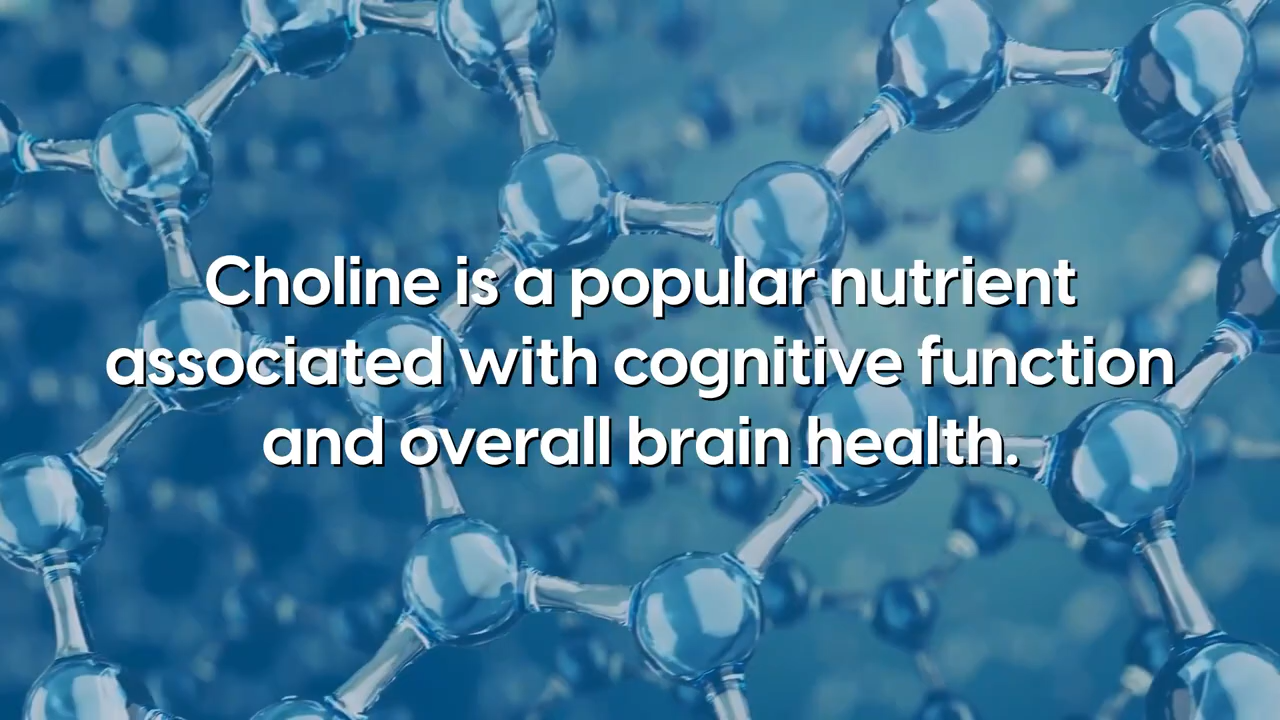 Choline is a popular nutrient
associated with cognitive function
and overall brain health.